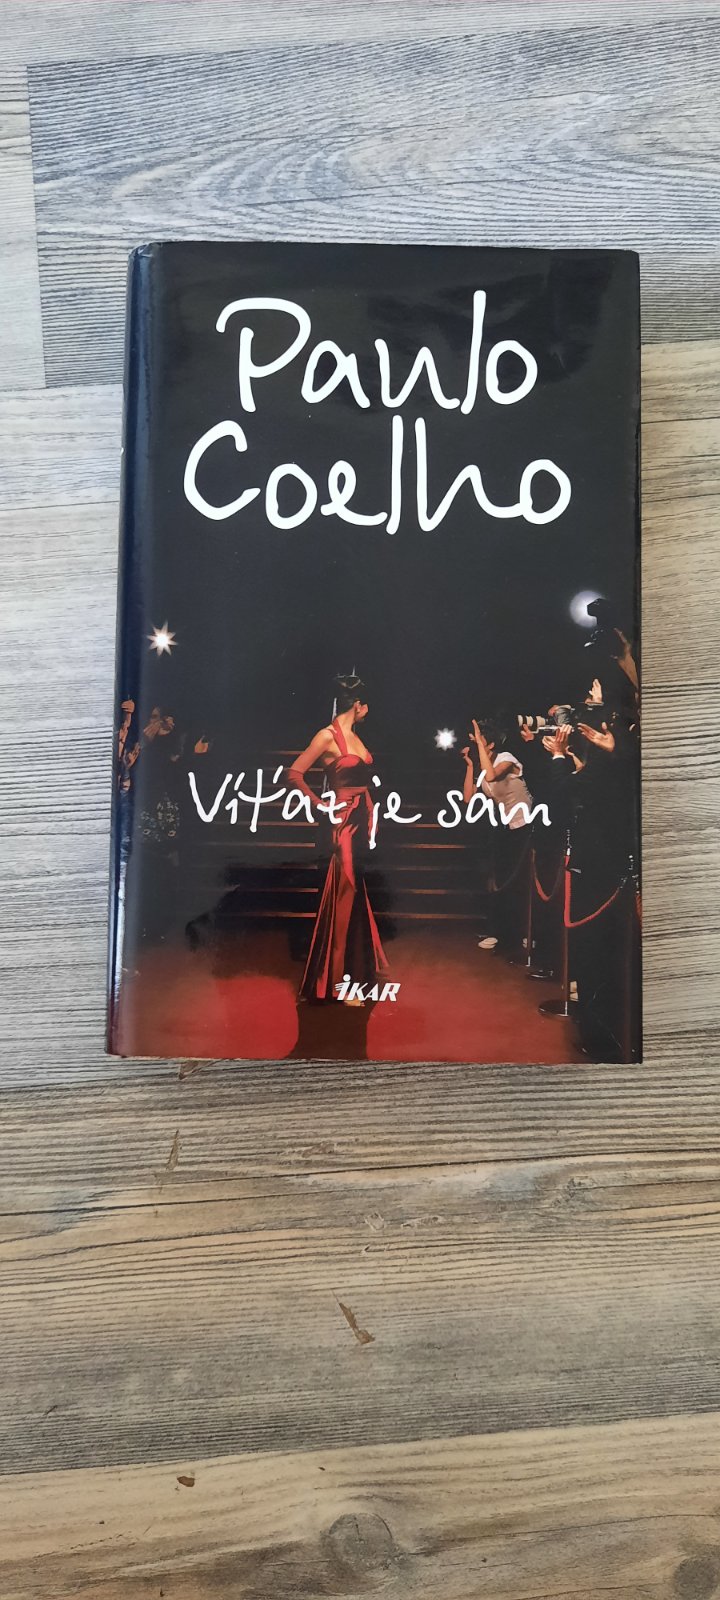 Paulo
Coelho
Víťaz je sám
IKAR